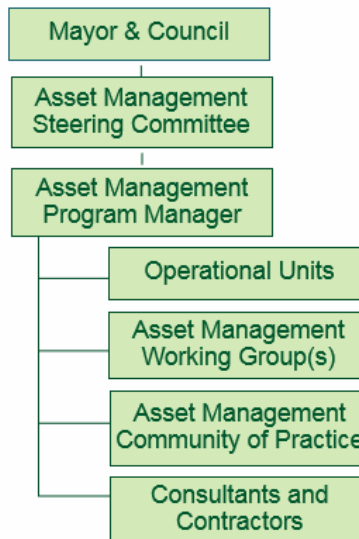 Mayor & Council
Asset Management
Steering Committee
Asset Management
Program Manager
Operational Units
Asset Management
Working Group(s)
Asset Management
Community of Practice
Consultants and
Contractors